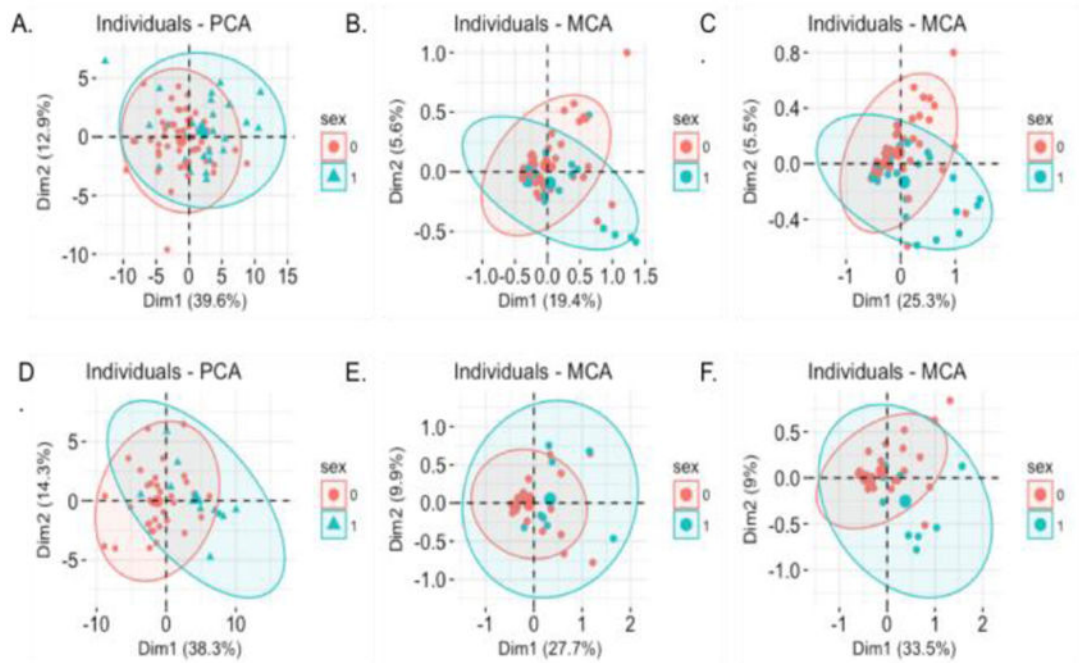 A. Individuals - PCA
5
0
-5
-10
-10 -5 0 5 10 15
Dim2 (12.9%)
Dim1 (39.6%)
sex
0
1
B. Individuals - MCA
1.0
0.5
0.0
-0.5
-1.0 -0.5 0.0 0.5 1.0 1.5
Dim2 (5.6%)
Dim1 (19.4%)
sex
0
1
C. Individuals - MCA
0.8
0.4
0.0
-0.4
-1 0 1
Dim2 (5.5%)
Dim1 (25.3%)
sex
0
1
D Individuals - PCA
5
0
-5
-10 0 10
Dim2 (14.3%)
Dim1 (38.3%)
sex
0
1
E. Individuals - MCA
1.0
0.5
0.0
-0.5
-1.0
-1 0 1 2
Dim2 (9.9%)
Dim1 (27.7%)
sex
0
1
F. Individuals - MCA
0.5
0.0
-0.5
-1.0
-1 0 1 2
Dim2 (9%)
Dim1 (33.5%)
sex
0
1